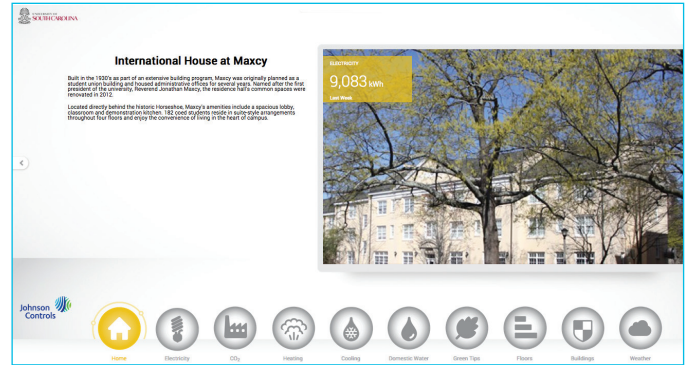 UNIVERSITY OF
SOUTH CAROLINA
International House at Maxcy
Built in the 1930's as part of an extensive building program, Maxcy was originally planned as a
student union building and housed administrative offices for several years. Named after the first
president of the university, Reverend Jonathan Maxcy, the residence hall's common spaces were
renovated in 2012.
Located directly behind the historic Horseshoe, Maxcy's amenities include a spacious lobby,
classroom and demonstration kitchen. 182 coed students reside in suite-style arrangements
throughout four floors and enjoy the convenience of living in the heart of campus.
ELECTRICITY
9,083 kWh
Last Week
Johnson
Controls
Home
Electricity
CO₂
Heating
Cooling
Domestic Water
Green Tips
Floors
Buildings
Weather